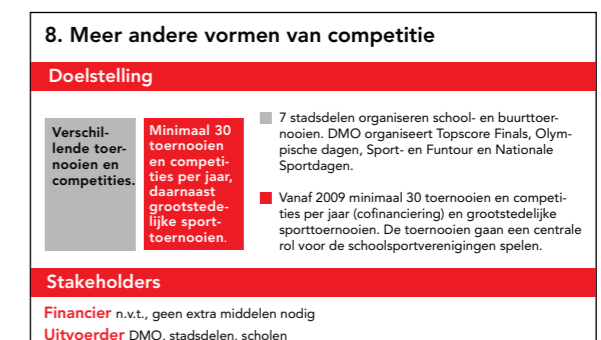 8. Meer andere vormen van competitie
Doelstelling
Verschil-
lende toer-
nooien en
competities.
Minimaal 30
toernooien
en competi-
ties per jaar,
daarnaast
grootstede-
lijke sport-
toernooien.
7 stadsdelen organiseren school- en buurttoer-
nooien. DMO organiseert Topscore Finals, Olym-
pische dagen, Sport- en Funtour en Nationale
Sportdagen.
Vanaf 2009 minimaal 30 toernooien en competi-
ties per jaar (cofinanciering) en grootstedelijke
sporttoernooien. De toernooien gaan een centrale
rol voor de schoolsportverenigingen spelen.
Stakeholders
Financier n.v.t., geen extra middelen nodig
Uitvoerder DMO, stadsdelen, scholen